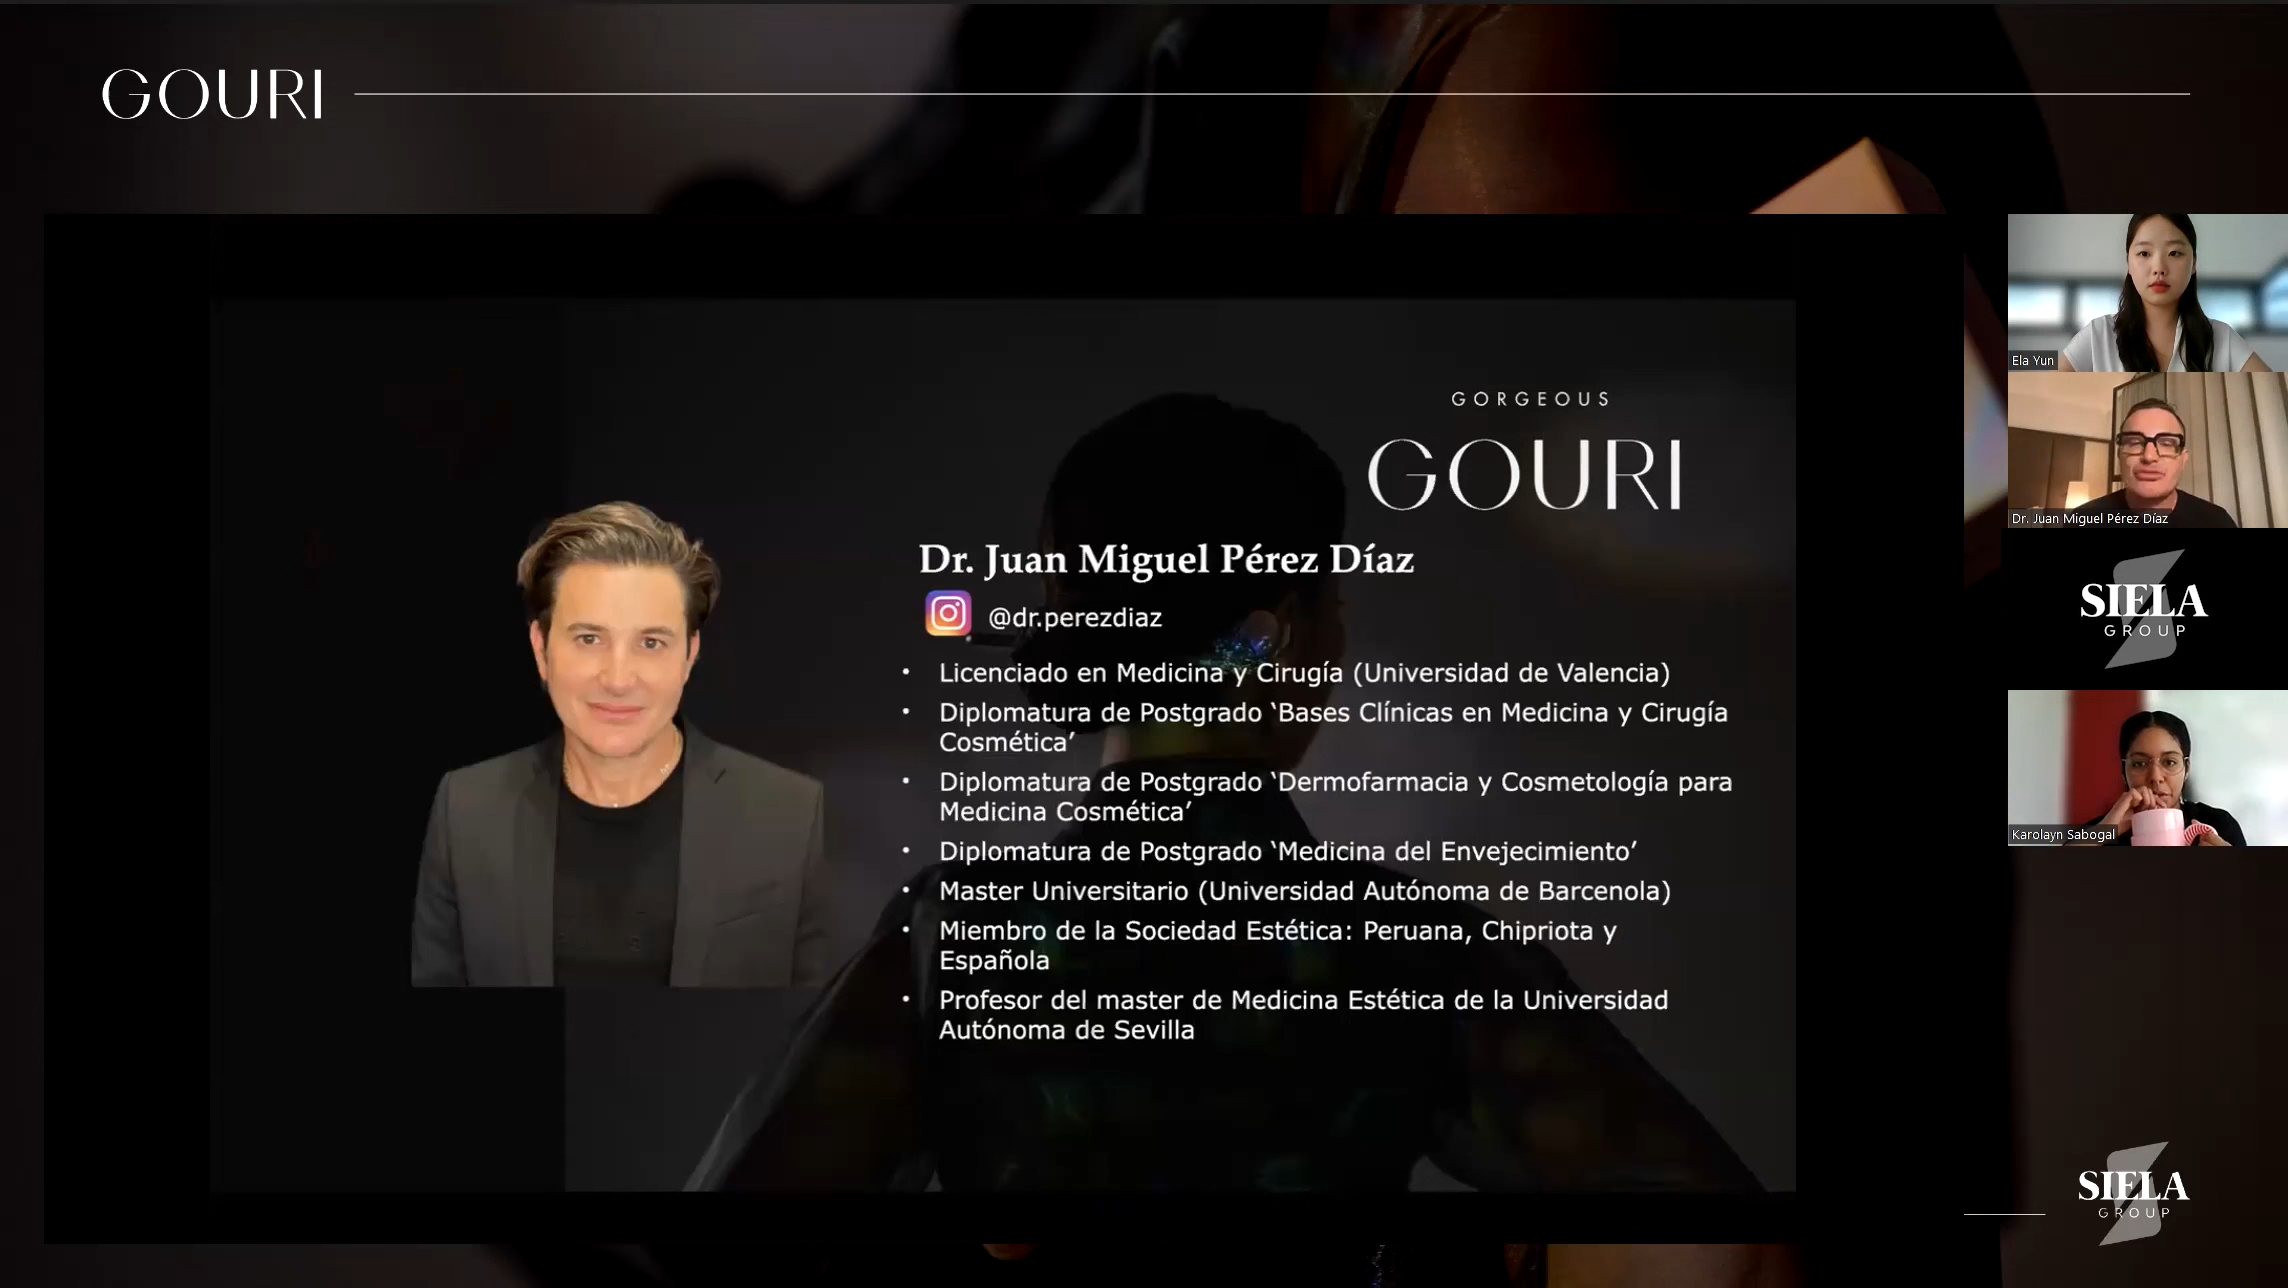 GOURI
GORGEOUS
GOURI
Dr. Juan Miguel Pérez Díaz
@dr.perezdiaz
• Licenciado en Medicina y Cirugía (Universidad de Valencia)
• Diplomatura de Postgrado ‘Bases Clínicas en Medicina y Cirugía
Cosmética’
• Diplomatura de Postgrado ‘Dermofarmacia y Cosmetología para
Medicina Cosmética’
• Diplomatura de Postgrado ‘Medicina del Envejecimiento’
• Master Universitario (Universidad Autónoma de Barcenola)
• Miembro de la Sociedad Estética: Peruana, Chipriota y
Española
• Profesor del master de Medicina Estética de la Universidad
Autónoma de Sevilla
Ela Yun
Dr. Juan Miguel Pérez Díaz
SIELA
GROUP
Karolayn Sabogal
SIELA
GROUP